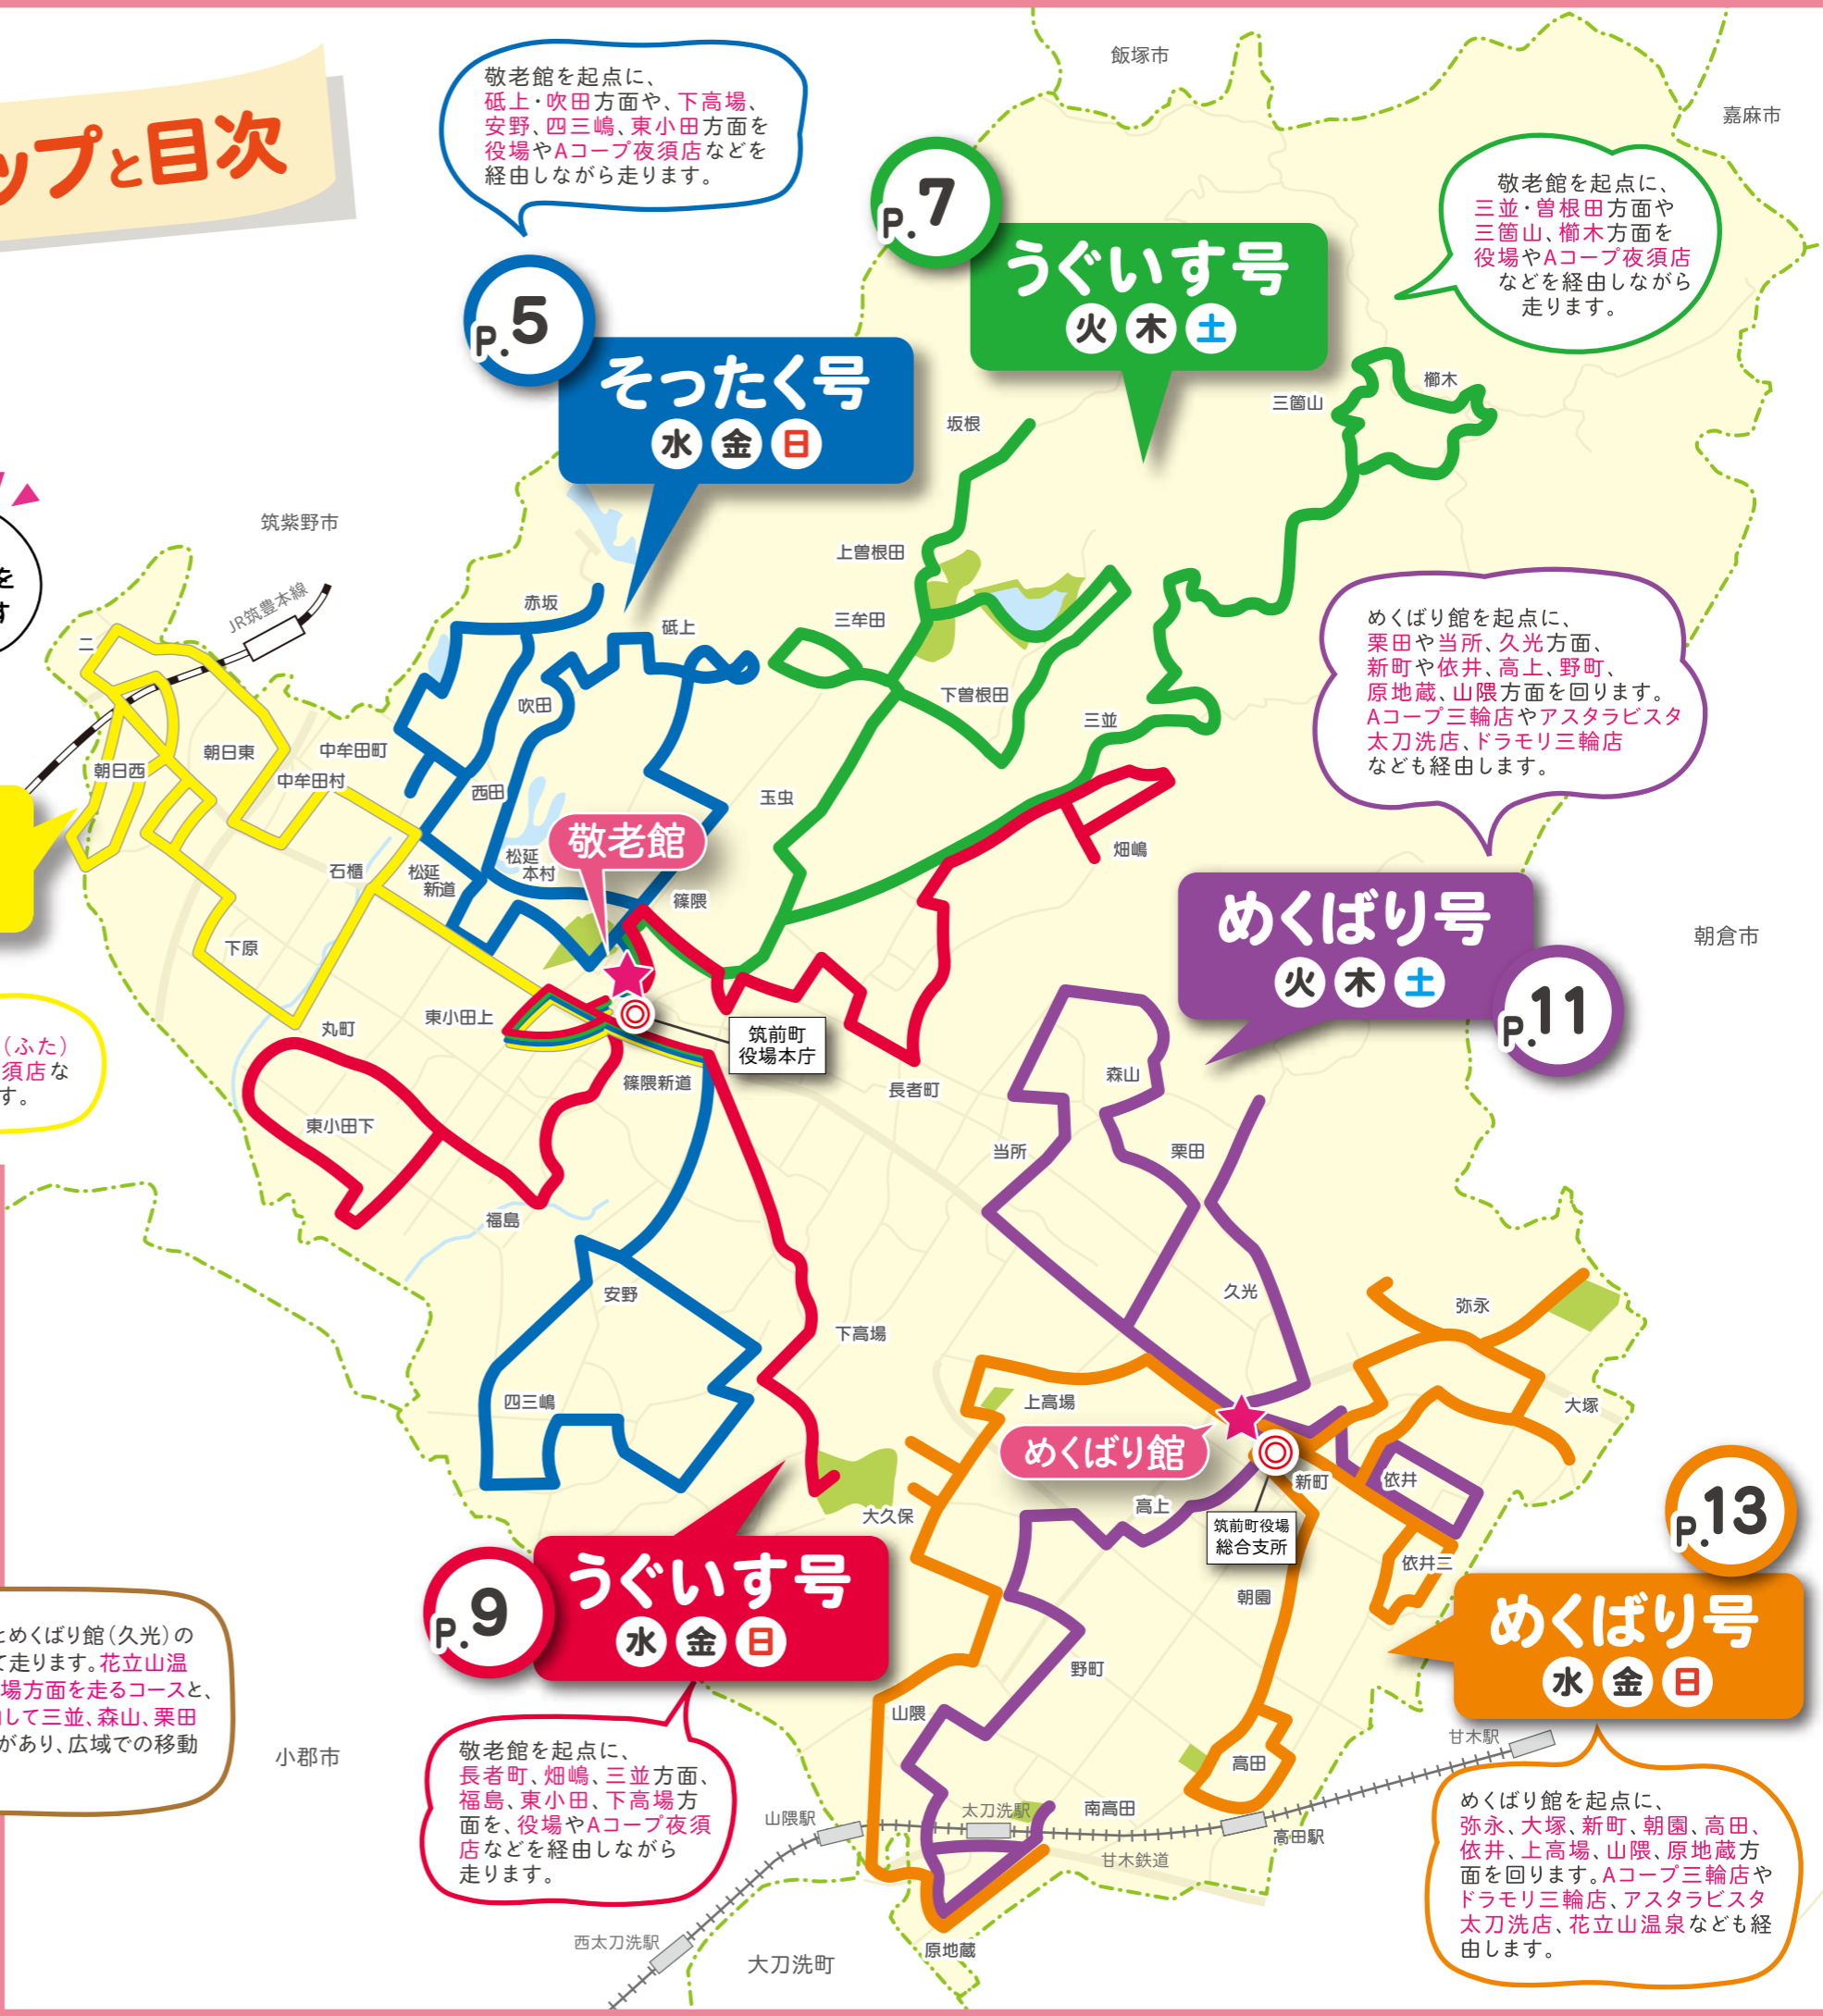 ップと目次
敬老館を起点に、
砥上・吹田方面や、下高場、
安野、四三嶋、東小田方面を
役場やAコープ夜須店などを
経由しながら走ります。
P.5
そったく号
水 金 日
P.7
うぐいす号
火 木 土
敬老館を起点に、
三並・曽根田方面や
三箇山、櫛木方面を
役場やAコープ夜須店
などを経由しながら
走ります。
飯塚市
嘉麻市
筑紫野市
JR筑豊本線
を
す
めくばり館を起点に、
栗田や当所、久光方面、
新町や依井、高上、野町、
原地蔵、山隈方面を回ります。
Aコープ三輪店やアスタラビスタ
太刀洗店、ドラモリ三輪店
なども経由します。
めくばり号
火 木 土
P.11
朝倉市
櫛木
三箇山
坂根
上曽根田
三牟田
下曽根田
三並
赤坂
砥上
吹田
二
朝日東
朝日西
中牟田町
中牟田村
西田
玉虫
畑嶋
石櫃
松延
新道
松延
本村
敬老館
篠隈
下原
丸町
東小田上
筑前町
役場本庁
篠隈新道
長者町
東小田下
福島
森山
当所
栗田
安野
久光
弥永
下高場
四三嶋
上高場
大塚
めくばり館
新町
依井
大久保
高上
筑前町役場
総合支所
依井三
朝園
野町
山隈
高田
南高田
原地蔵
(ふた)
須店な
す。
とめくばり館(久光)の
て走ります。花立山温
場方面を走るコースと、
して三並、森山、栗田
があり、広域での移動
小郡市
P.9
うぐいす号
水 金 日
敬老館を起点に、
長者町、畑嶋、三並方面、
福島、東小田、下高場方
面を、役場やAコープ夜須
店などを経由しながら
走ります。
P.13
めくばり号
水 金 日
めくばり館を起点に、
弥永、大塚、新町、朝園、高田、
依井、上高場、山隈、原地蔵方
面を回ります。Aコープ三輪店や
ドラモリ三輪店、アスタラビスタ
太刀洗店、花立山温泉なども経
由します。
甘木駅
山隈駅
太刀洗駅
高田駅
甘木鉄道
西太刀洗駅
大刀洗町